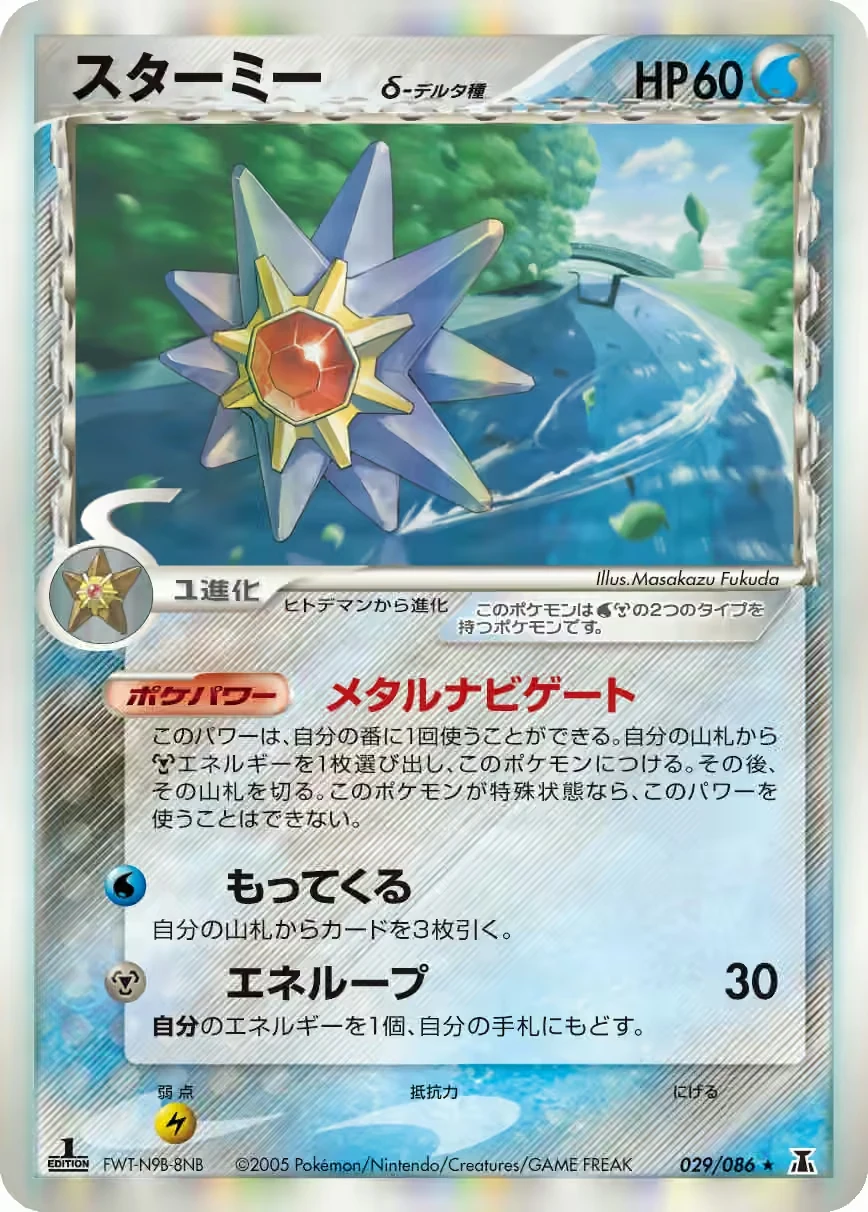 スターミー δ-デルタ種 HP60
Illus.Masakazu Fukuda
1進化 ヒトデマンから進化
このポケモンは の2つのタイプを
持つポケモンです。
ポケパワー メタルナビゲート
このパワーは、自分の番に1回使うことができる。自分の山札から
エネルギーを1枚選び出し、このポケモンにつける。その後、
その山札を切る。このポケモンが特殊状態なら、このパワーを
使うことはできない。
もってくる
自分の山札からカードを3枚引く。
エネループ 30
自分のエネルギーを1個、自分の手札にもどす。
弱点 抵抗力 にげる
1 EDITION FWT-N9B-8NB ©2005 Pokémon/Nintendo/Creatures/GAME FREAK 029/086 ★